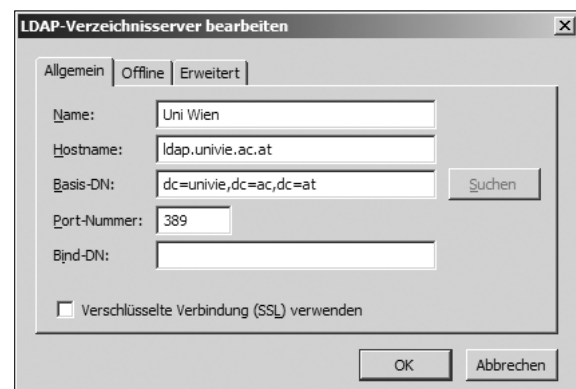 LDAP-Verzeichnisserver bearbeiten
Allgemein Offline Erweitert
Name: Uni Wien
Hostname: ldap.univie.ac.at
Basis-DN: dc=univie,dc=ac,dc=at Suchen
Port-Nummer: 389
Bind-DN:
Verschlüsselte Verbindung (SSL) verwenden
OK Abbrechen